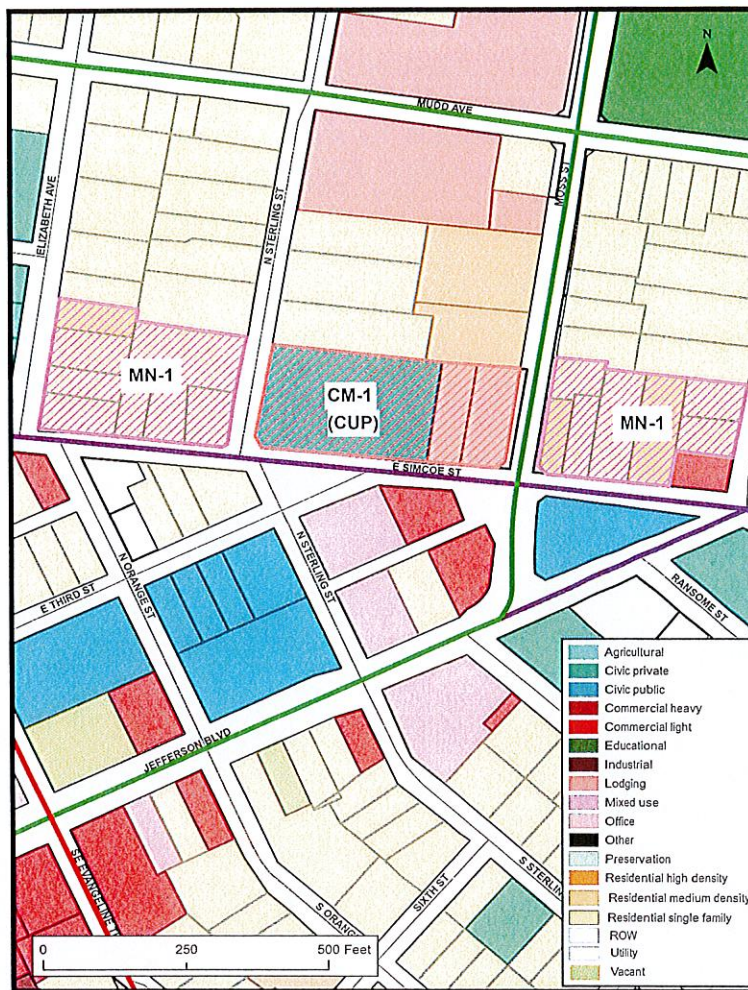 N
MUDD AVE
MOSS ST
ELIZABETH AVE
N STERLING ST
MN-1
CM-1
(CUP)
MN-1
E SIMCOE ST
N ORANGE ST
N STERLING ST
E THIRD ST
RANSOME ST
JEFFERSON BLVD
SE EVANGELINE
S ORANGE
SIXTH ST
S STERLING
Agricultural
Civic private
Civic public
Commercial heavy
Commercial light
Educational
Industrial
Lodging
Mixed use
Office
Other
Preservation
Residential high density
Residential medium density
Residential single family
ROW
Utility
Vacant
0 250 500 Feet